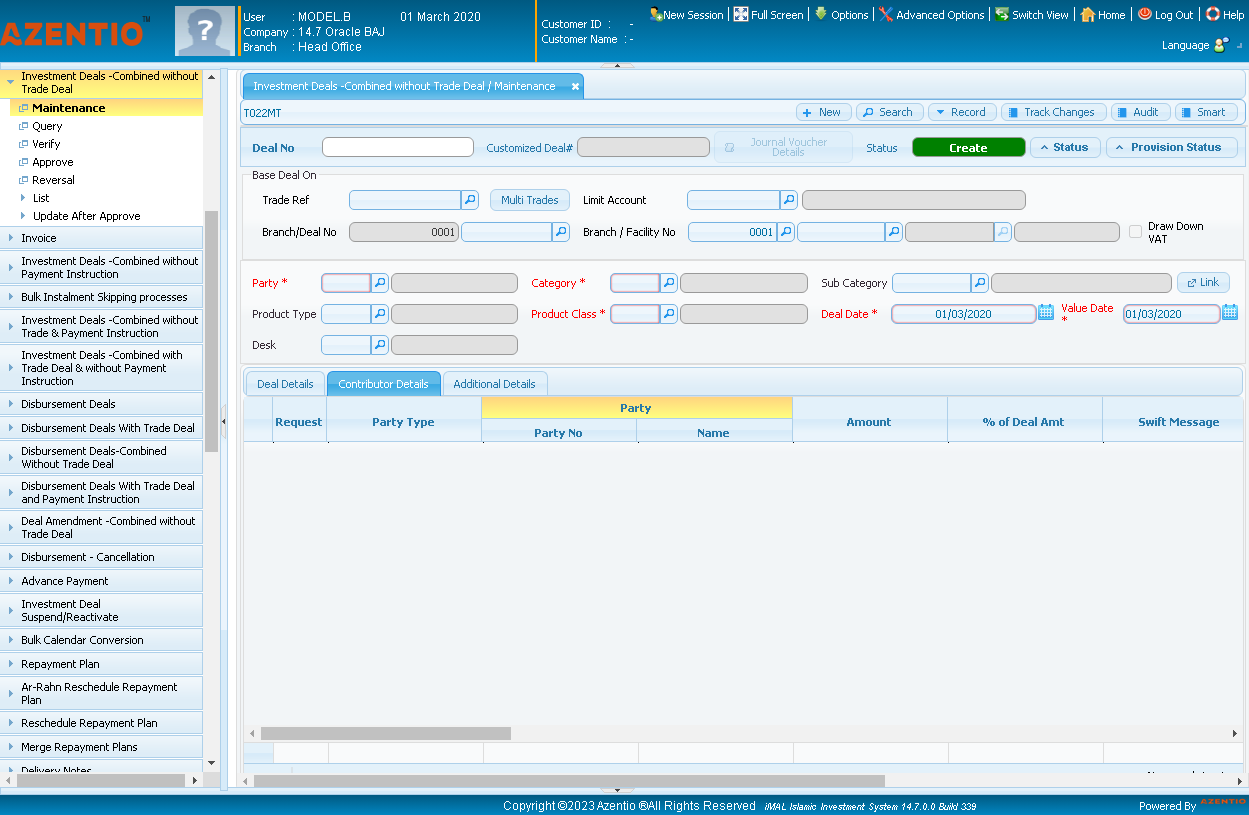 AZENTIO™
User : MODEL.B 01 March 2020
Company : 14.7 Oracle BAJ
Branch : Head Office
Customer ID : -
Customer Name : -
New Session Full Screen Options Advanced Options Switch View Home Log Out Help
Language
Investment Deals -Combined without Trade Deal
Maintenance
Query
Verify
Approve
Reversal
List
Update After Approve
Invoice
Investment Deals -Combined without Payment Instruction
Bulk Instalment Skipping processes
Investment Deals -Combined without Trade & Payment Instruction
Investment Deals -Combined with Trade Deal & without Payment Instruction
Disbursement Deals
Disbursement Deals With Trade Deal
Disbursement Deals-Combined Without Trade Deal
Disbursement Deals With Trade Deal and Payment Instruction
Deal Amendment -Combined without Trade Deal
Disbursement - Cancellation
Advance Payment
Investment Deal Suspend/Reactivate
Bulk Calendar Conversion
Repayment Plan
Ar-Rahn Reschedule Repayment Plan
Reschedule Repayment Plan
Merge Repayment Plans
Delivery Notes
Investment Deals -Combined without Trade Deal / Maintenance
T022MT
New Search Record Track Changes Audit Smart
Deal No Customized Deal# Journal Voucher Details Status Create Status Provision Status
Base Deal On
Trade Ref Multi Trades Limit Account
Branch/Deal No 0001 Branch / Facility No 0001 Draw Down VAT
Party * Category * Sub Category Link
Product Type Product Class * Deal Date * 01/03/2020 Value Date * 01/03/2020
Desk
Deal Details Contributor Details Additional Details
Request Party Type Party Amount % of Deal Amt Swift Message
Party No Name
Copyright ©2023 Azentio ®All Rights Reserved iMAL Islamic Investment System 14.7.0.0 Build 339
Powered By AZENTIO